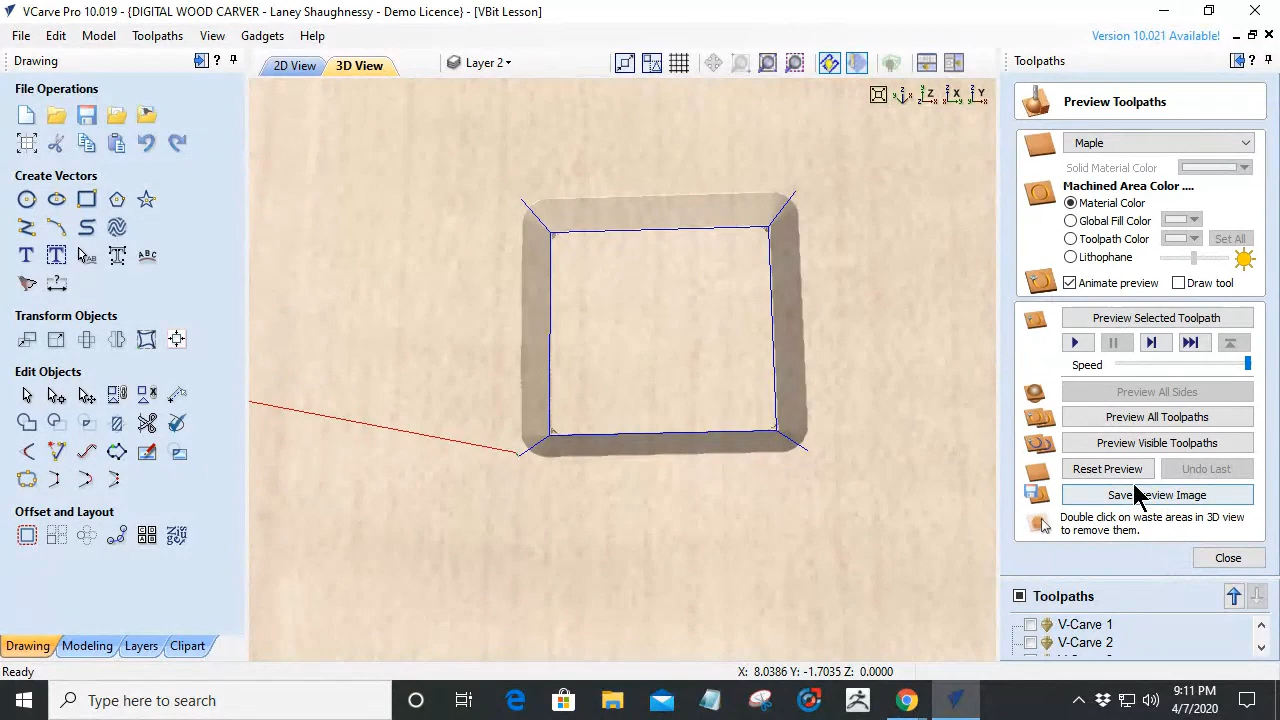 VCarve Pro 10.019 - {DIGITAL WOOD CARVER - Laney Shaughnessy - Demo Licence} - [VBit Lesson]
File Edit Model Toolpaths View Gadgets Help
Version 10.021 Available!
Drawing
2D View 3D View
Layer 2
Toolpaths
File Operations
Create Vectors
Transform Objects
Edit Objects
Offset and Layout
Drawing Modeling Layers Clipart
Preview Toolpaths
Maple
Solid Material Color
Machined Area Color ....
Material Color
Global Fill Color
Toolpath Color Set All
Lithophane
Animate preview Draw tool
Preview Selected Toolpath
Speed
Preview All Sides
Preview All Toolpaths
Preview Visible Toolpaths
Reset Preview Undo Last
Save Preview Image
Double click on waste areas in 3D view
to remove them.
Close
Toolpaths
V-Carve 1
V-Carve 2
Ready
X: 8.0386 Y: -1.7035 Z: 0.0000
Type here to search
9:11 PM
4/7/2020